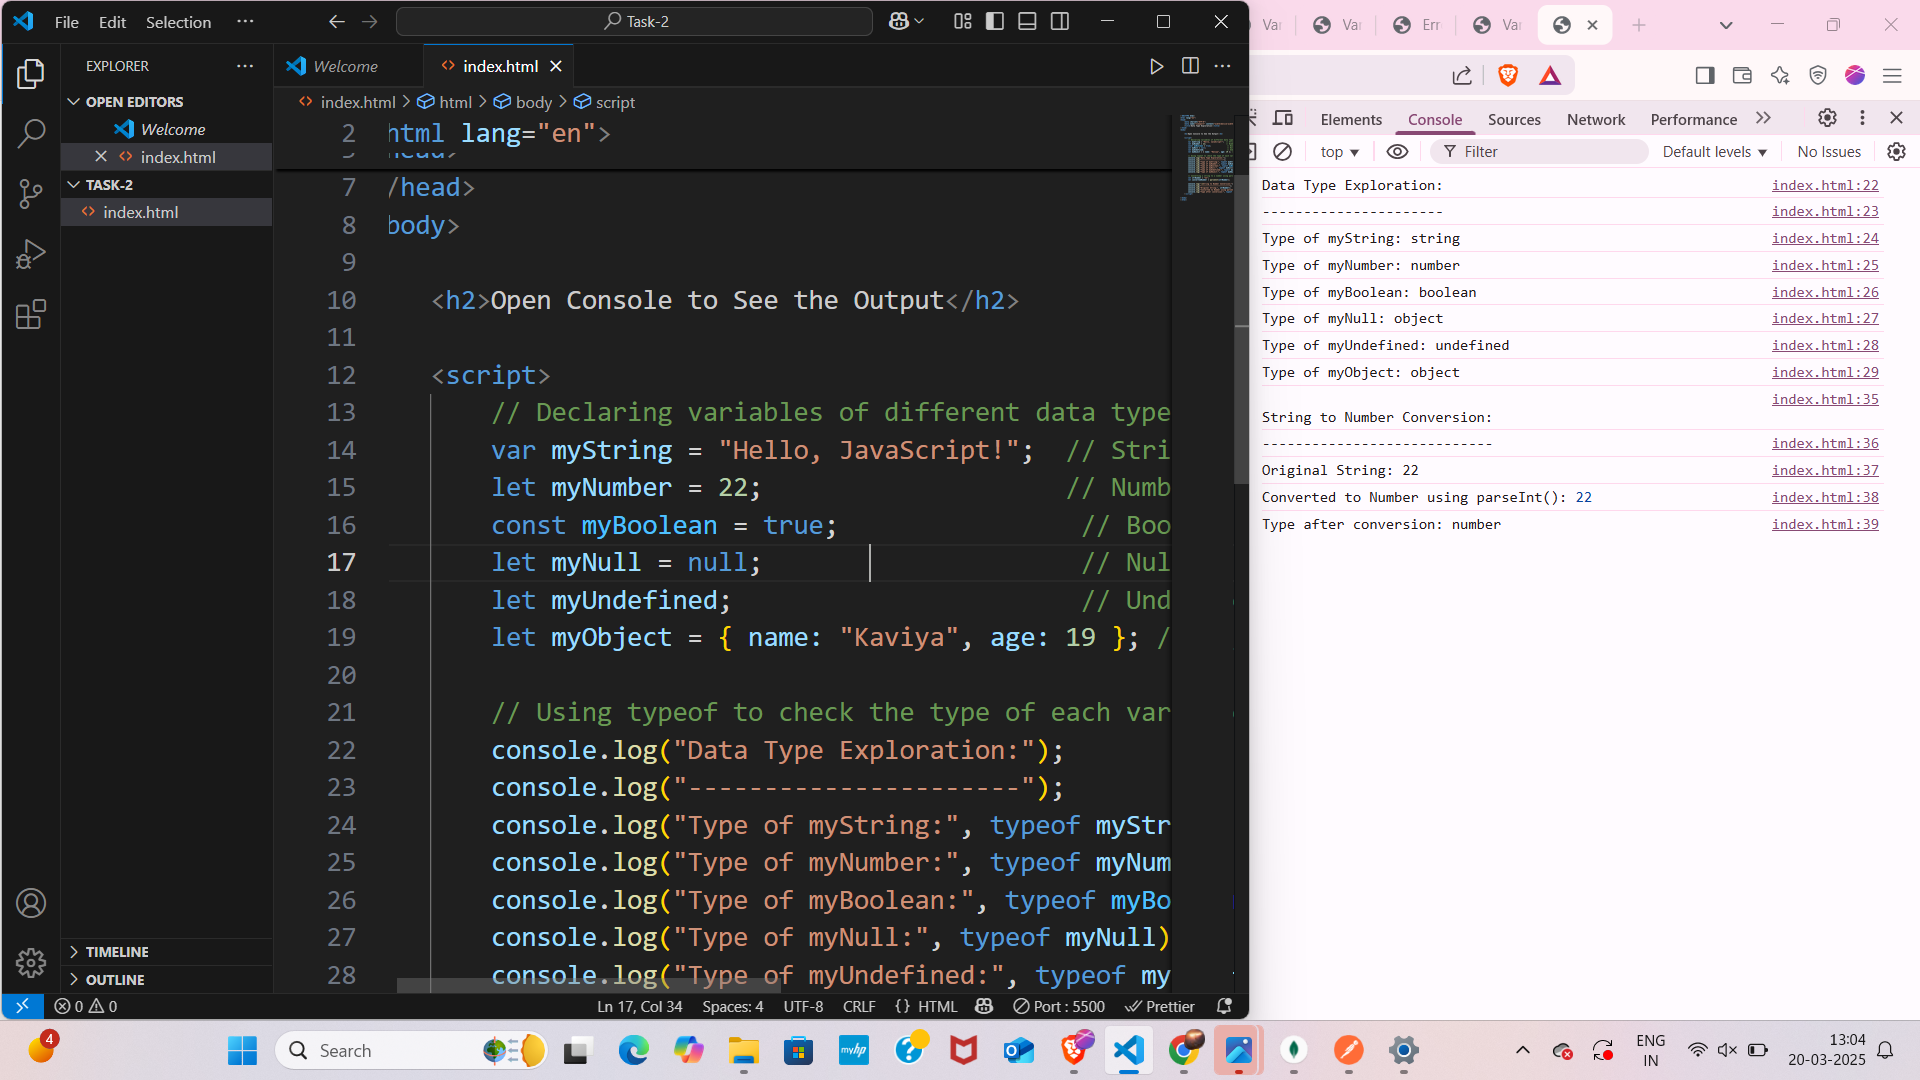 File Edit Selection ···
Task-2
EXPLORER ···
OPEN EDITORS
Welcome
index.html
TASK-2
index.html
TIMELINE
OUTLINE
Welcome
index.html
index.html > html > body > script
2 html lang="en">
7 /head>
8 body>
9
10 <h2>Open Console to See the Output</h2>
11
12 <script>
13 // Declaring variables of different data type
14 var myString = "Hello, JavaScript!"; // Stri
15 let myNumber = 22; // Numb
16 const myBoolean = true; // Boo
17 let myNull = null; // Nul
18 let myUndefined; // Und
19 let myObject = { name: "Kaviya", age: 19 }; /
20
21 // Using typeof to check the type of each var
22 console.log("Data Type Exploration:");
23 console.log("----------------------");
24 console.log("Type of myString:", typeof myStr
25 console.log("Type of myNumber:", typeof myNum
26 console.log("Type of myBoolean:", typeof myBo
27 console.log("Type of myNull:", typeof myNull)
28 console.log("Type of myUndefined:", typeof my
0 0
Ln 17, Col 34 Spaces: 4 UTF-8 CRLF {} HTML Port : 5500 Prettier
Var Var Err Var
Elements Console Sources Network Performance
top Filter Default levels No Issues
Data Type Exploration: index.html:22
---------------------- index.html:23
Type of myString: string index.html:24
Type of myNumber: number index.html:25
Type of myBoolean: boolean index.html:26
Type of myNull: object index.html:27
Type of myUndefined: undefined index.html:28
Type of myObject: object index.html:29
index.html:35
String to Number Conversion:
---------------------------- index.html:36
Original String: 22 index.html:37
Converted to Number using parseInt(): 22 index.html:38
Type after conversion: number index.html:39
4
Search
myhp
ENG
IN
13:04
20-03-2025